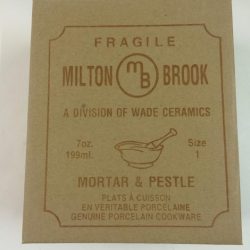 FRAGILE
MILTON MB BROOK
A DIVISION OF WADE CERAMICS
7oz. Size
199ml. 1
MORTAR & PESTLE
PLATS À CUISSON
EN VERITABLE PORCELAINE
GENUINE PORCELAIN COOKWARE